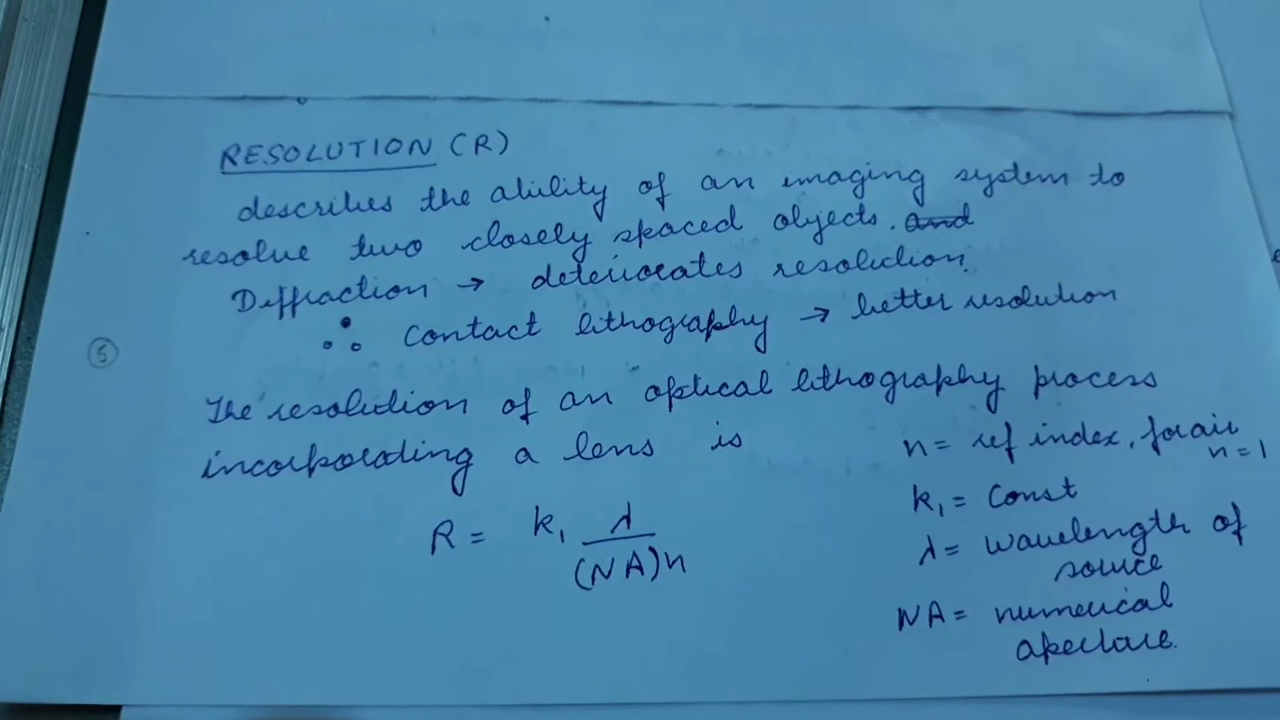 RESOLUTION (R)
describes the ability of an imaging system to
resolve two closely spaced objects. and
Diffraction → deteriorates resolution.
∴ Contact lithography → better resolution
5
The resolution of an optical lithography process
incorporating a lens is
n = ref index, for air
n = 1
k₁ = Const
R = k₁ λ/(NA)n
λ = wavelength of
source
NA = numerical
aperture.